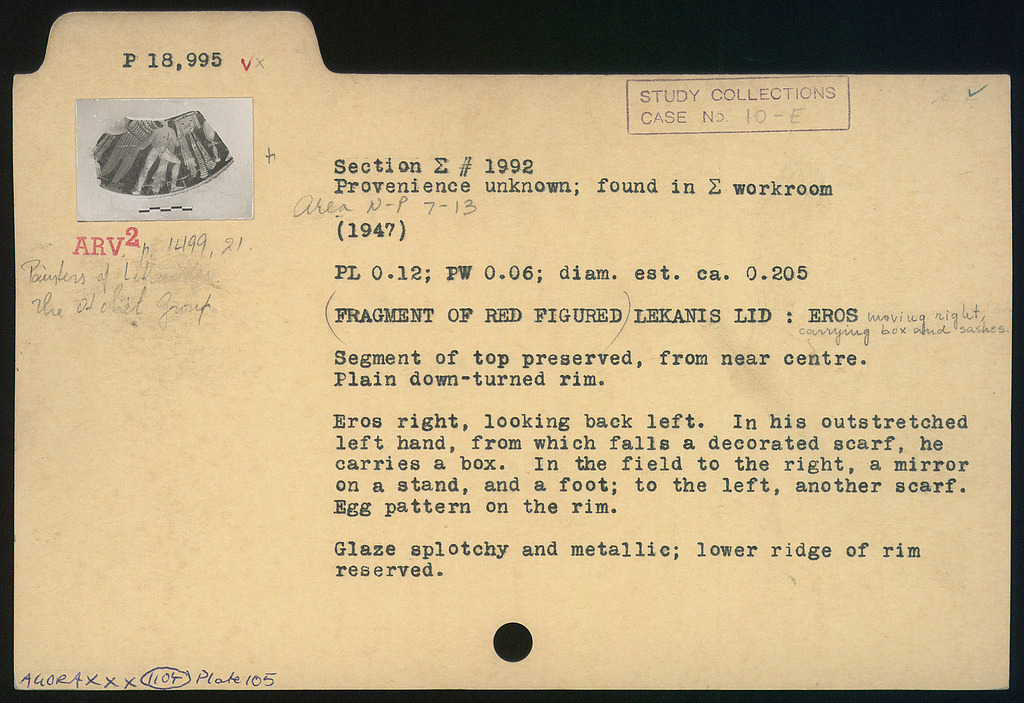 P 18,995 V x
STUDY COLLECTIONS
CASE No. 10-E
Section Σ # 1992
Provenience unknown; found in Σ workroom
Area N-P 7-13
(1947)
ARV2 p. 1499, 21.
Painters of
The Group
PL 0.12; PW 0.06; diam. est. ca. 0.205
(FRAGMENT OF RED FIGURED) LEKANIS LID : EROS moving right,
carrying box and sashes.
Segment of top preserved, from near centre.
Plain down-turned rim.
Eros right, looking back left. In his outstretched
left hand, from which falls a decorated scarf, he
carries a box. In the field to the right, a mirror
on a stand, and a foot; to the left, another scarf.
Egg pattern on the rim.
Glaze splotchy and metallic; lower ridge of rim
reserved.
AGORA XXX 1104 Plate 105